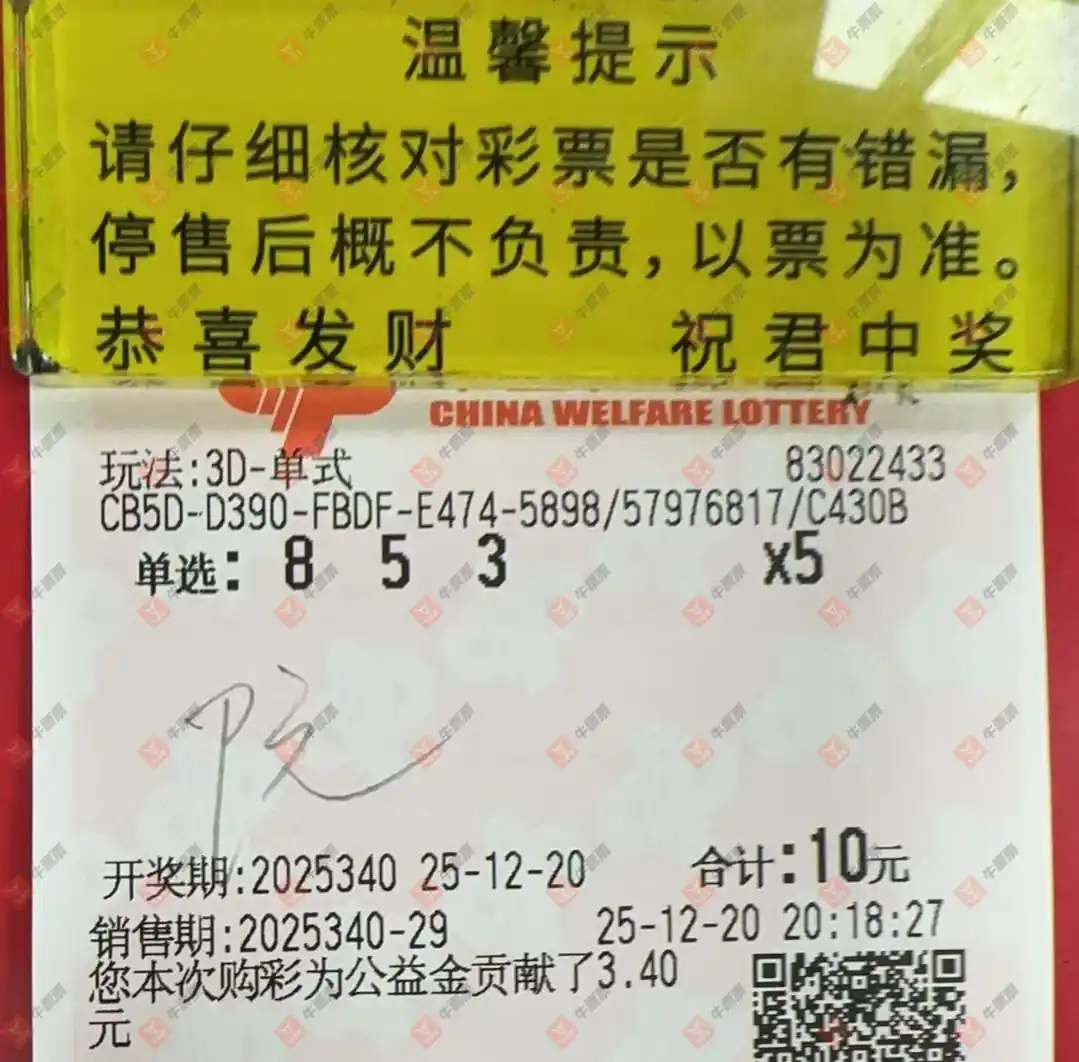 温馨提示
请仔细核对彩票是否有错漏，
停售后概不负责，以票为准。
恭喜发财 祝君中奖
CHINA WELFARE LOTTERY
玩法:3D-单式 83022433
CB5D-D390-FBDF-E474-5898/57976817/C430B
单选: 8 5 3 x5
开奖期:2025340 25-12-20 合计:10元
销售期:2025340-29 25-12-20 20:18:27
您本次购彩为公益金贡献了3.40
元